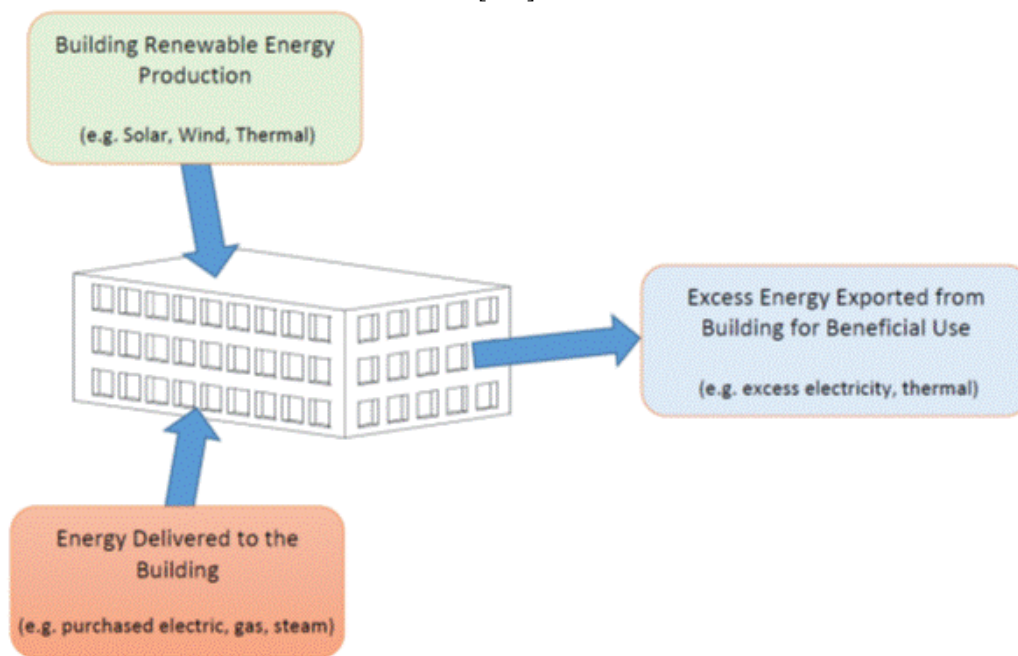 Building Renewable Energy
Production
(e.g. Solar, Wind, Thermal)
Excess Energy Exported from
Building for Beneficial Use
(e.g. excess electricity, thermal)
Energy Delivered to the
Building
(e.g. purchased electric, gas, steam)